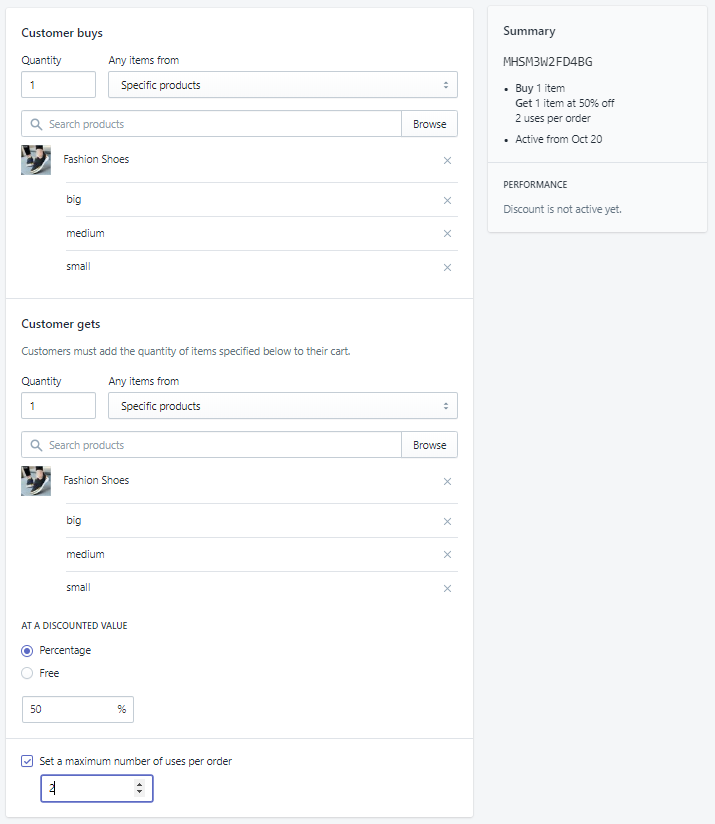 Customer buys
Quantity
Any items from
1
Specific products
Search products
Browse
Fashion Shoes
big
medium
small
Customer gets
Customers must add the quantity of items specified below to their cart.
Quantity
Any items from
1
Specific products
Search products
Browse
Fashion Shoes
big
medium
small
AT A DISCOUNTED VALUE
Percentage
Free
50 %
Set a maximum number of uses per order
2
Summary
MHSM3W2FD4BG
• Buy 1 item
Get 1 item at 50% off
2 uses per order
• Active from Oct 20
PERFORMANCE
Discount is not active yet.